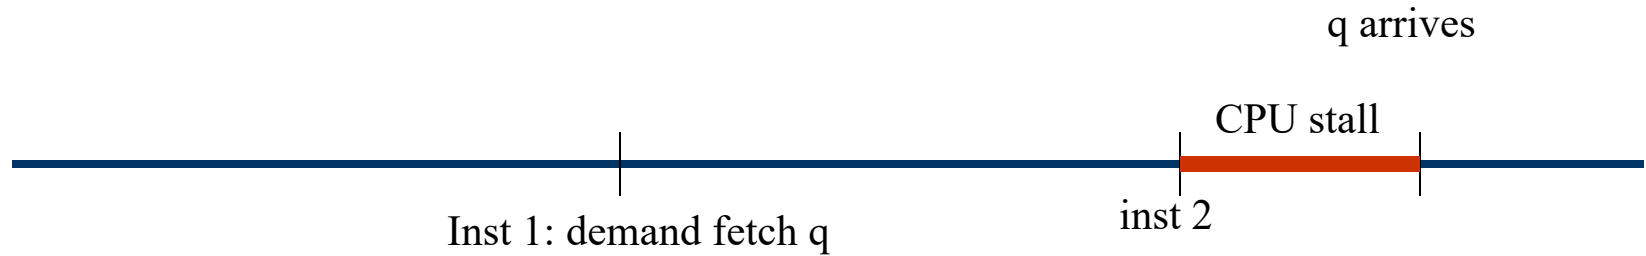 q arrives
CPU stall
Inst 1: demand fetch q
inst 2